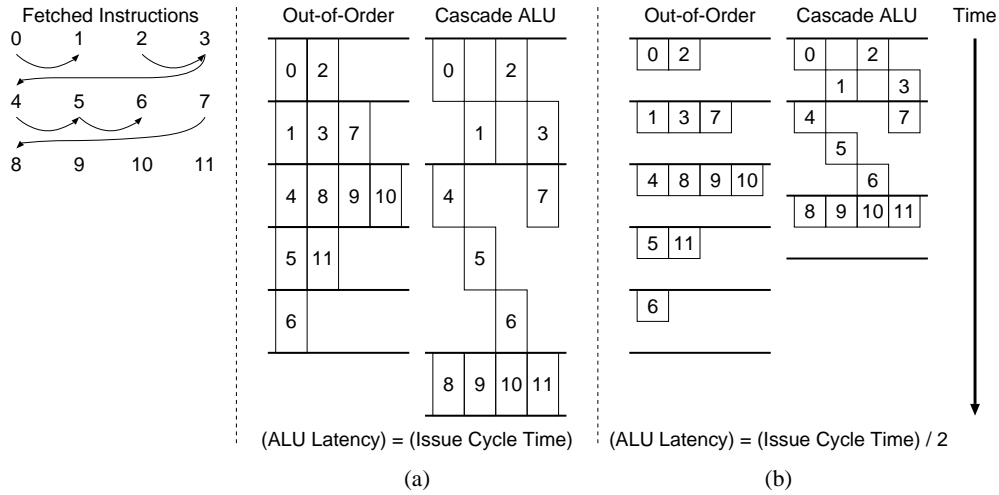 Fetched Instructions
0 1 2 3
4 5 6 7
8 9 10 11
Out-of-Order Cascade ALU
0 2 0 2
1 3 7 1 3
4 8 9 10 4 7
5 11 5
6 6
8 9 10 11
(ALU Latency) = (Issue Cycle Time)
(a)
Out-of-Order Cascade ALU Time
0 2 0 2
1 3
1 3 7 4 7
5
4 8 9 10 6
8 9 10 11
5 11
6
(ALU Latency) = (Issue Cycle Time) / 2
(b)